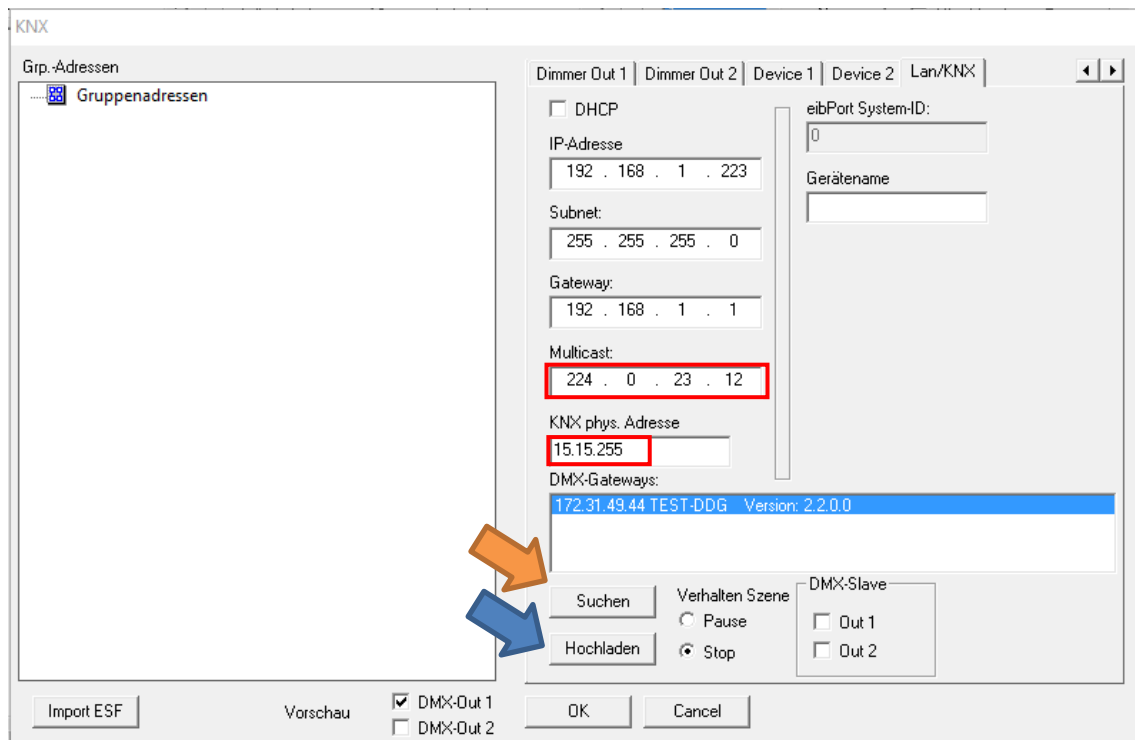 KNX
Grp.-Adressen
Gruppenadressen
Dimmer Out 1 Dimmer Out 2 Device 1 Device 2 Lan/KNX
DHCP
IP-Adresse
192 . 168 . 1 . 223
Subnet:
255 . 255 . 255 . 0
Gateway:
192 . 168 . 1 . 1
Multicast:
224 . 0 . 23 . 12
KNX phys. Adresse
15.15.255
eibPort System-ID:
0
Gerätename
DMX-Gateways:
172.31.49.44 TEST-DDG Version: 2.2.0.0
Suchen
Hochladen
Verhalten Szene
Pause
Stop
DMX-Slave
Out 1
Out 2
Import ESF
Vorschau
DMX-Out 1
DMX-Out 2
OK
Cancel